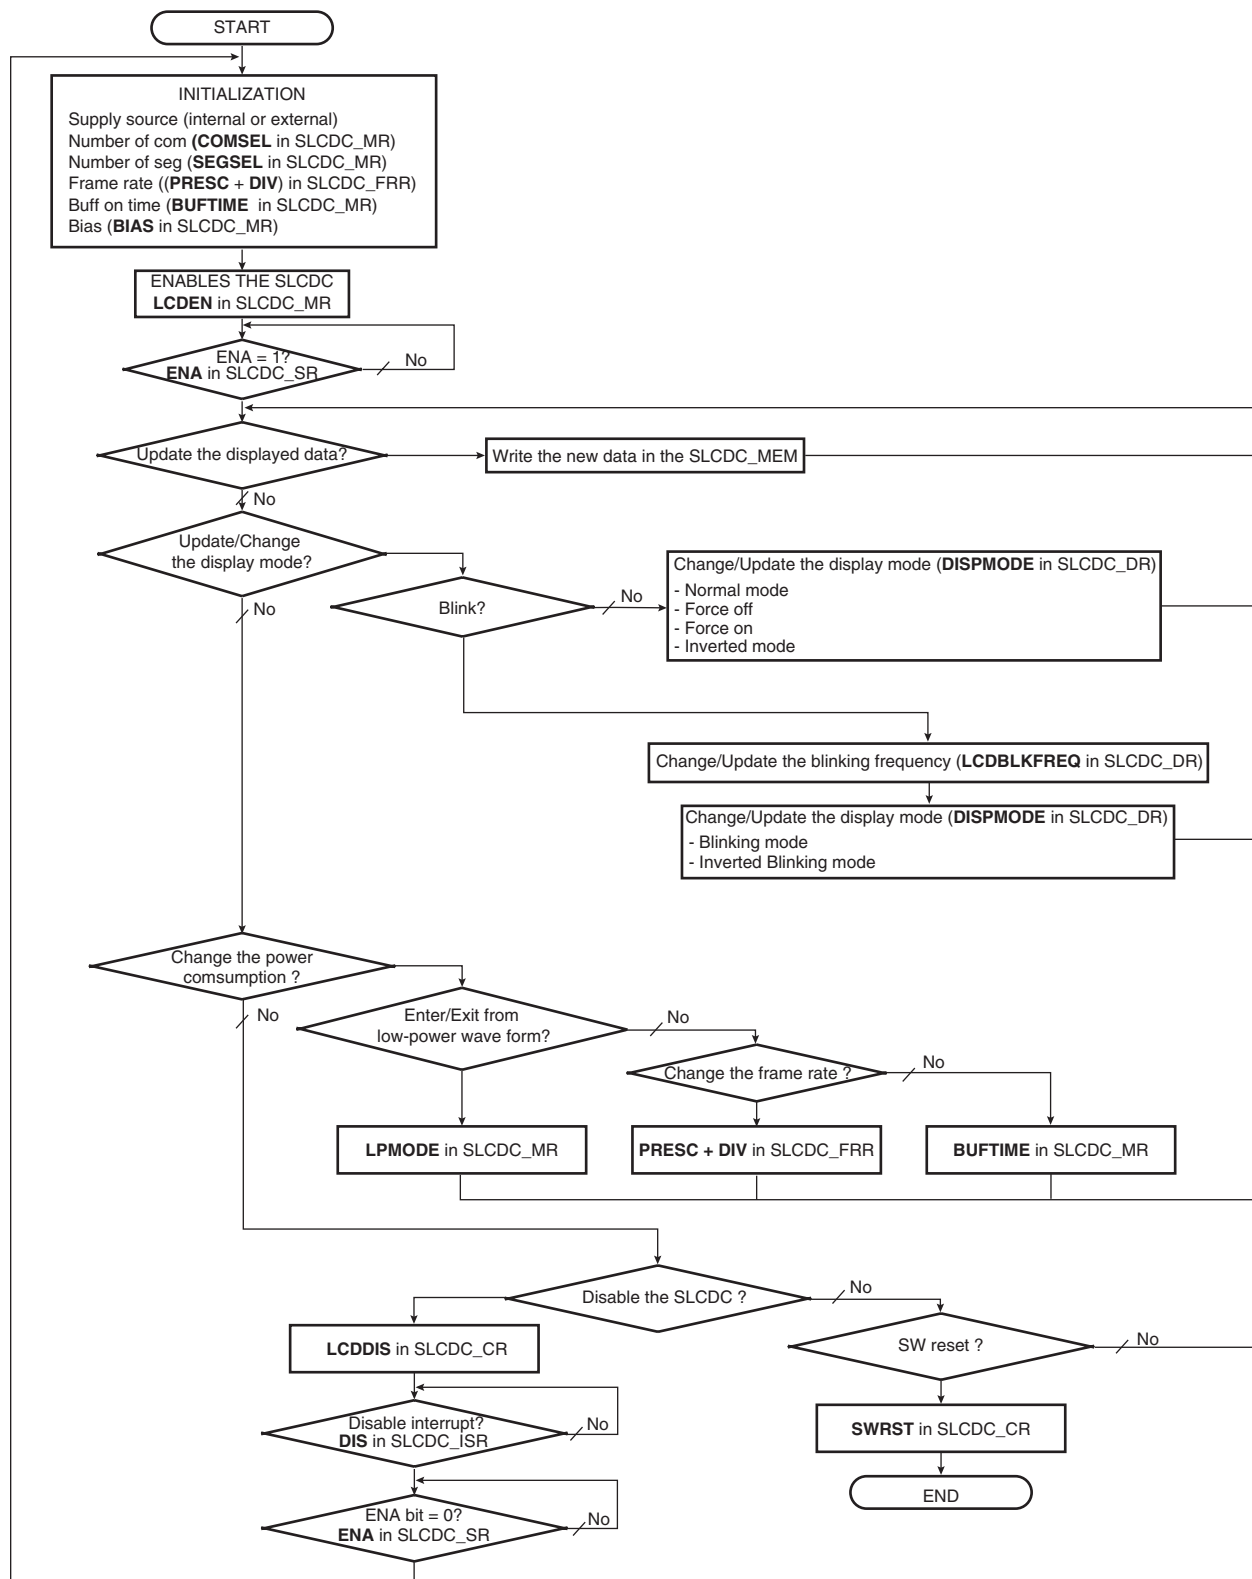 START
INITIALIZATION
Supply source (internal or external)
Number of com (COMSEL in SLCDC_MR)
Number of seg (SEGSEL in SLCDC_MR)
Frame rate ((PRESC + DIV) in SLCDC_FRR)
Buff on time (BUFTIME in SLCDC_MR)
Bias (BIAS in SLCDC_MR)
ENABLES THE SLCDC
LCDEN in SLCDC_MR
ENA = 1?
ENA in SLCDC_SR
No
Update the displayed data?
Write the new data in the SLCDC_MEM
No
Update/Change
the display mode?
No
Blink?
No
Change/Update the display mode (DISPMODE in SLCDC_DR)
- Normal mode
- Force off
- Force on
- Inverted mode
Change/Update the blinking frequency (LCDBLKFREQ in SLCDC_DR)
Change/Update the display mode (DISPMODE in SLCDC_DR)
- Blinking mode
- Inverted Blinking mode
Change the power
comsumption ?
No
Enter/Exit from
low-power wave form?
No
Change the frame rate ?
No
LPMODE in SLCDC_MR
PRESC + DIV in SLCDC_FRR
BUFTIME in SLCDC_MR
Disable the SLCDC ?
No
LCDDIS in SLCDC_CR
SW reset ?
No
Disable interrupt?
DIS in SLCDC_ISR
No
SWRST in SLCDC_CR
END
ENA bit = 0?
ENA in SLCDC_SR
No